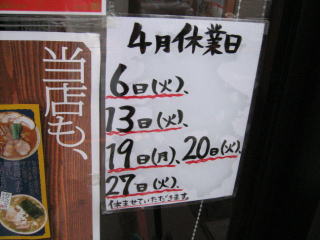 4月休業日
6日(火)、
13日(火)、
19日(月)、20日(火)、
27日(火)、
休ませていただきます。
当店も、